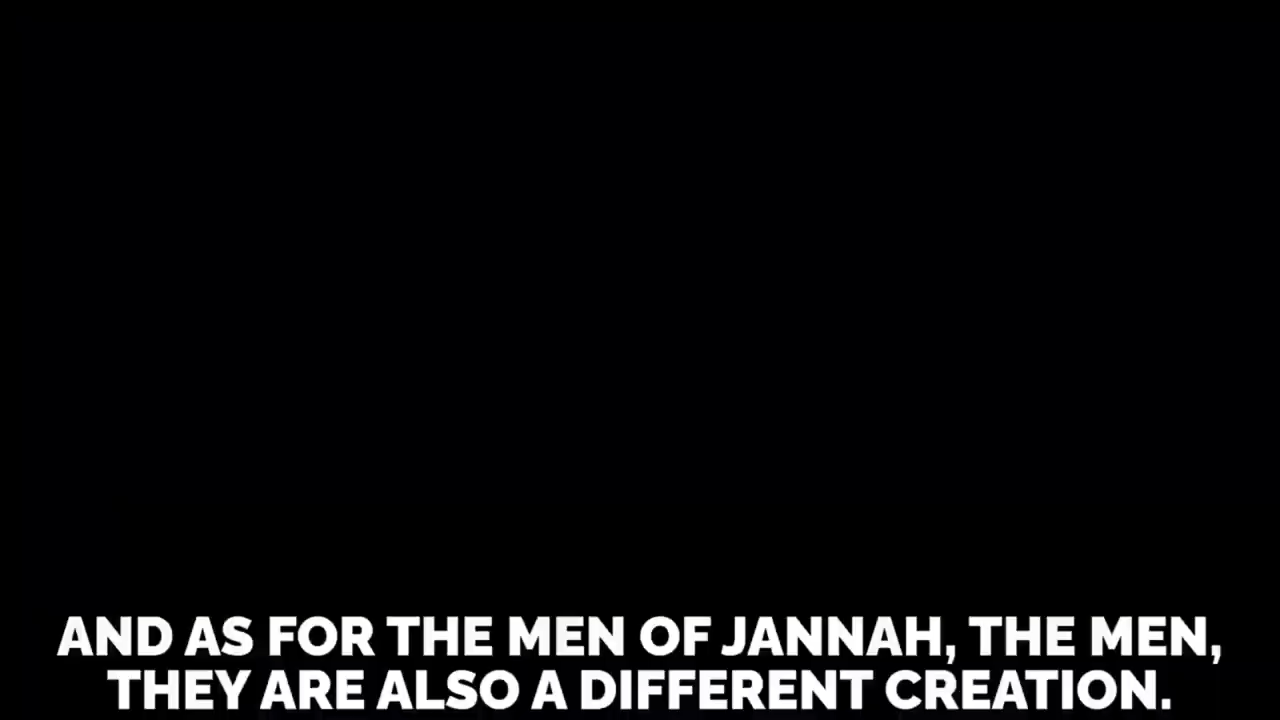 AND AS FOR THE MEN OF JANNAH, THE MEN,
THEY ARE ALSO A DIFFERENT CREATION.